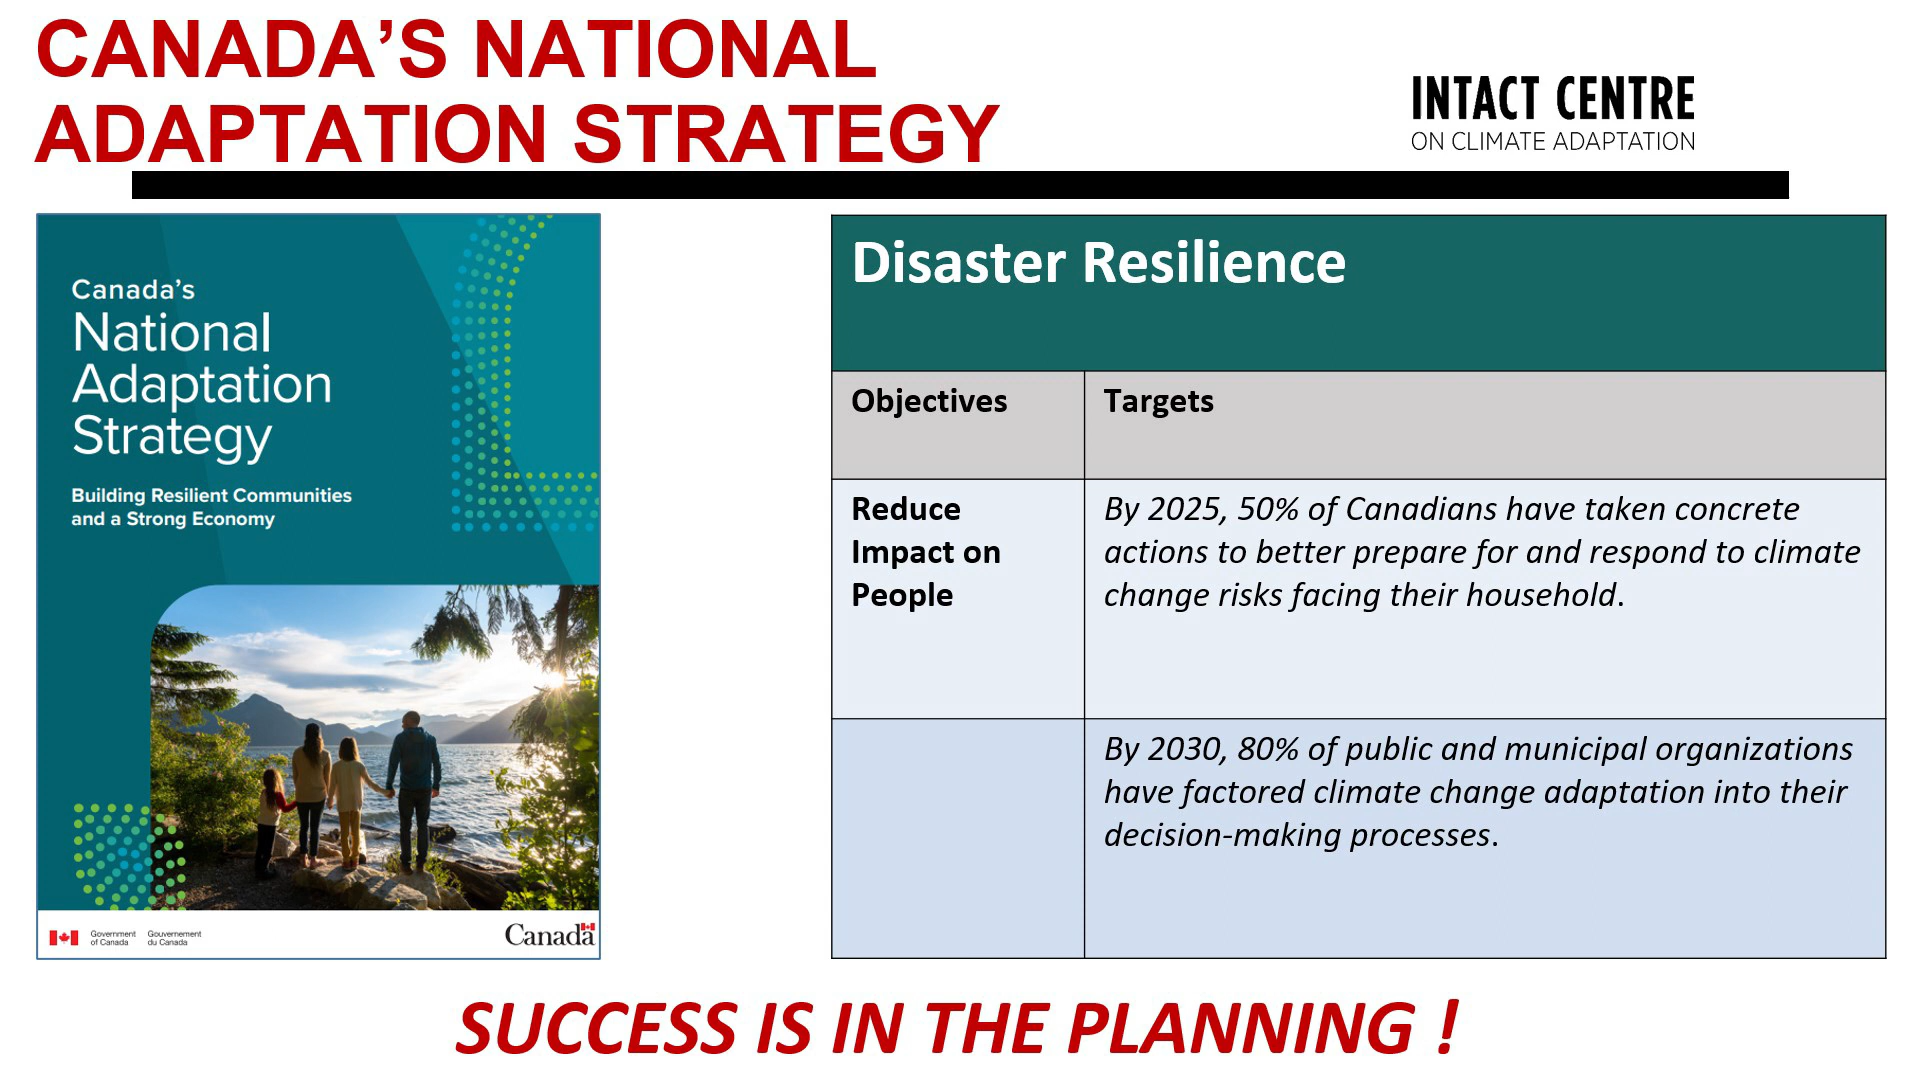 CANADA’S NATIONAL
ADAPTATION STRATEGY
INTACT CENTRE
ON CLIMATE ADAPTATION
Canada’s
National
Adaptation
Strategy
Building Resilient Communities
and a Strong Economy
Government
of Canada
Gouvernement
du Canada
Canada
Disaster Resilience
Objectives
Targets
Reduce
Impact on
People
By 2025, 50% of Canadians have taken concrete
actions to better prepare for and respond to climate
change risks facing their household.
By 2030, 80% of public and municipal organizations
have factored climate change adaptation into their
decision-making processes.
SUCCESS IS IN THE PLANNING !